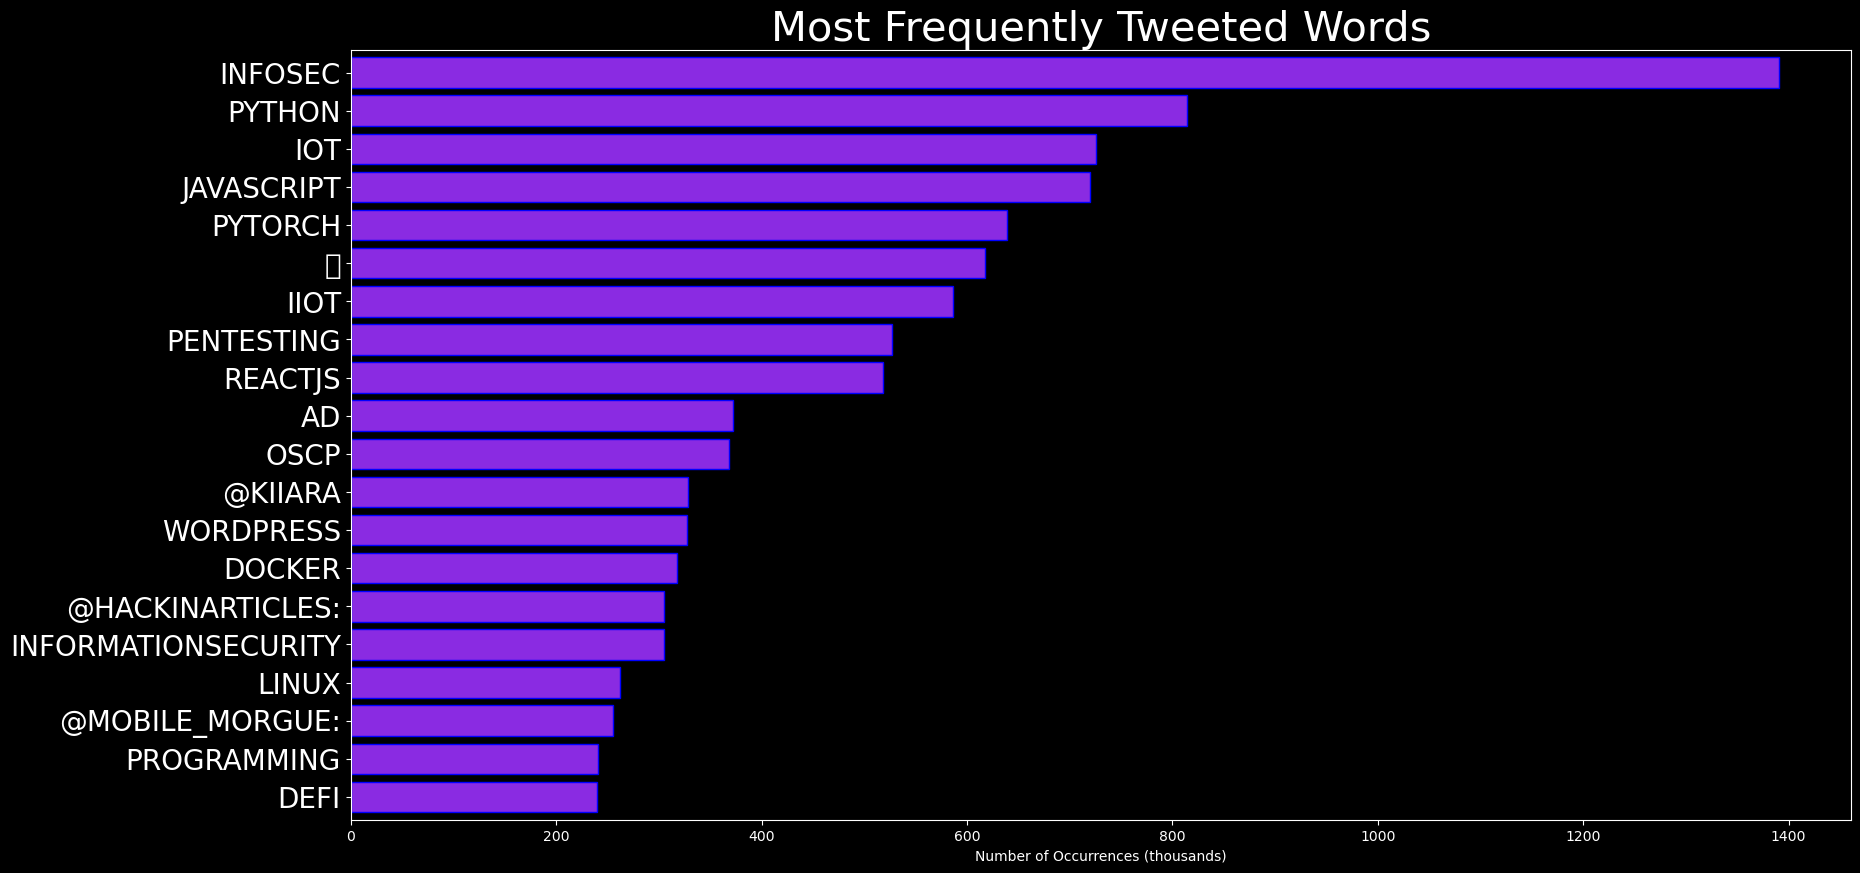 Most Frequently Tweeted Words
INFOSEC
PYTHON
IOT
JAVASCRIPT
PYTORCH
IIOT
PENTESTING
REACTJS
AD
OSCP
@KIIARA
WORDPRESS
DOCKER
@HACKINARTICLES:
INFORMATIONSECURITY
LINUX
@MOBILE_MORGUE:
PROGRAMMING
DEFI
0 200 400 600 800 1000 1200 1400
Number of Occurrences (thousands)